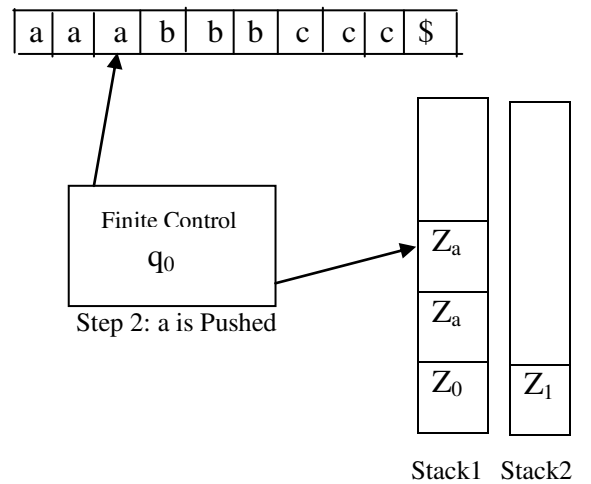 a a a b b b c c c $
Finite Control
q₀
Step 2: a is Pushed
Zₐ
Zₐ
Z₀ Z₁
Stack1 Stack2